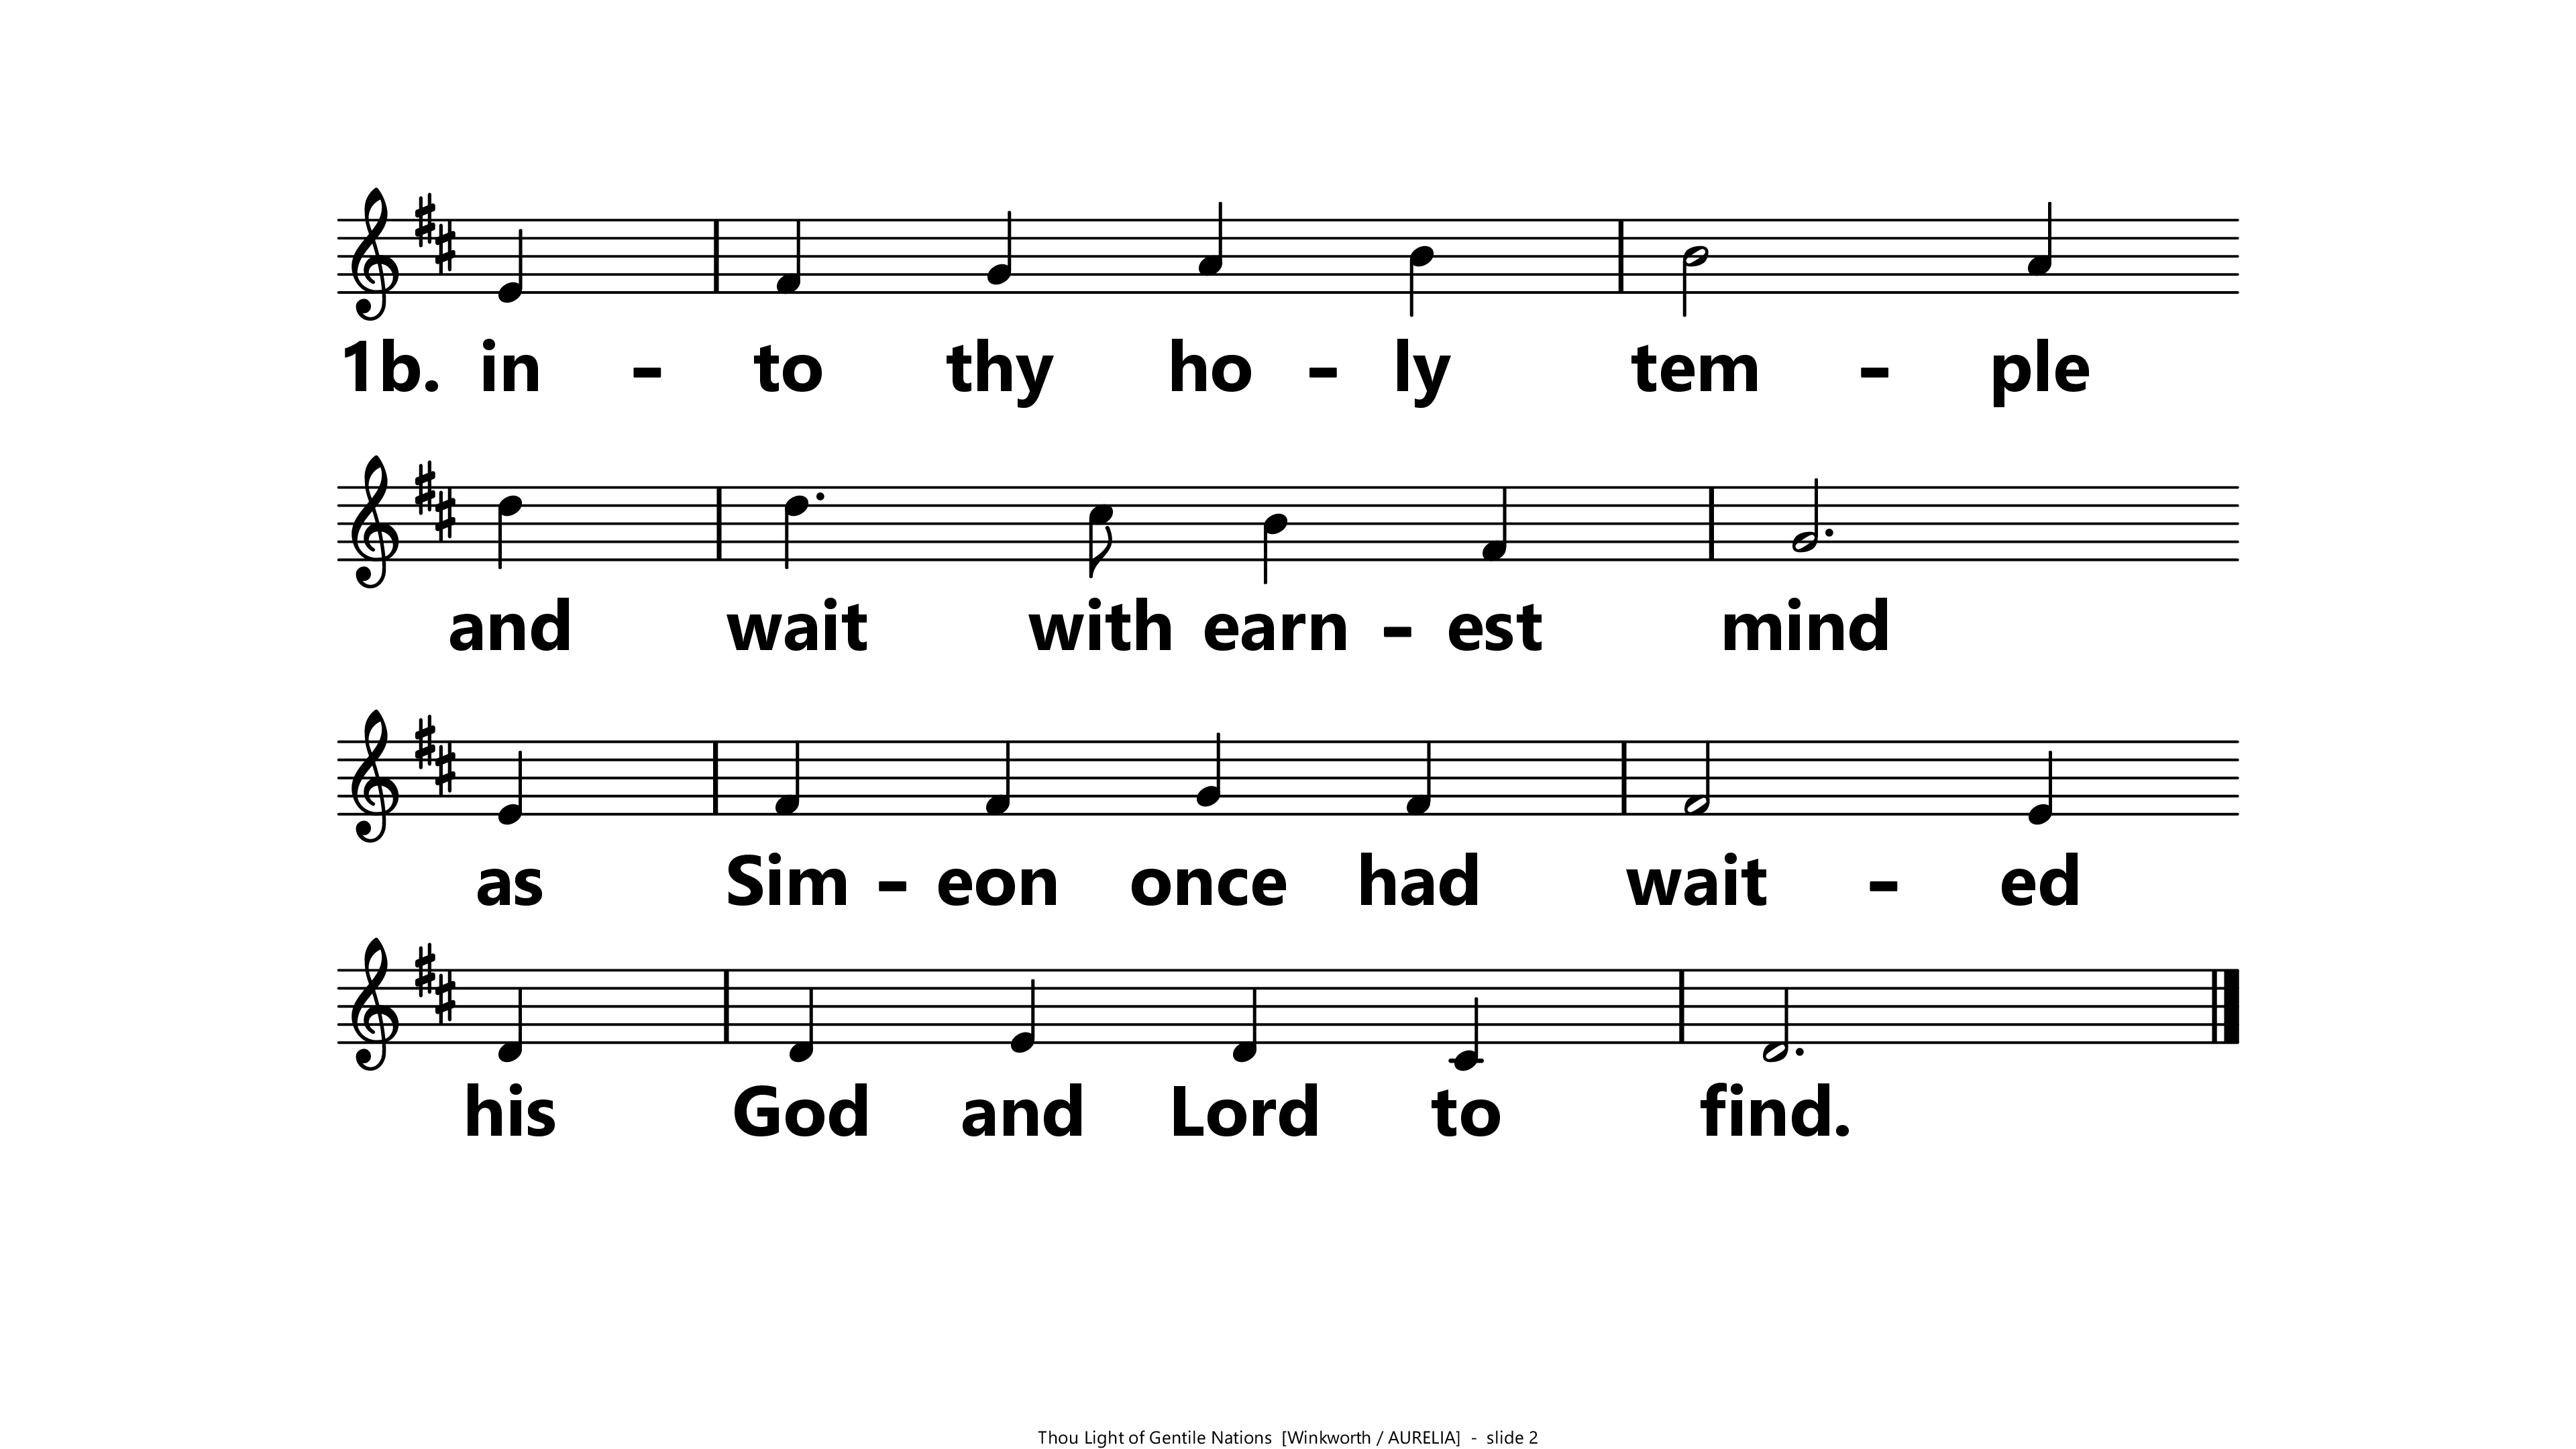 1b. in - to thy ho - ly tem - ple
and wait with earn - est mind
as Sim - eon once had wait - ed
his God and Lord to find.
Thou Light of Gentile Nations [Winkworth / AURELIA] - slide 2